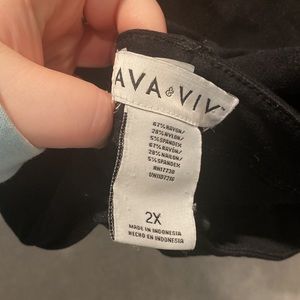 AVA & VIV
67% RAYON/
28% NYLON/
5% SPANDEX
67% RAYON/
28% NAILON/
5% SPANDEX
RN17730
2X
MADE IN INDONESIA
HECHO EN INDONESIA